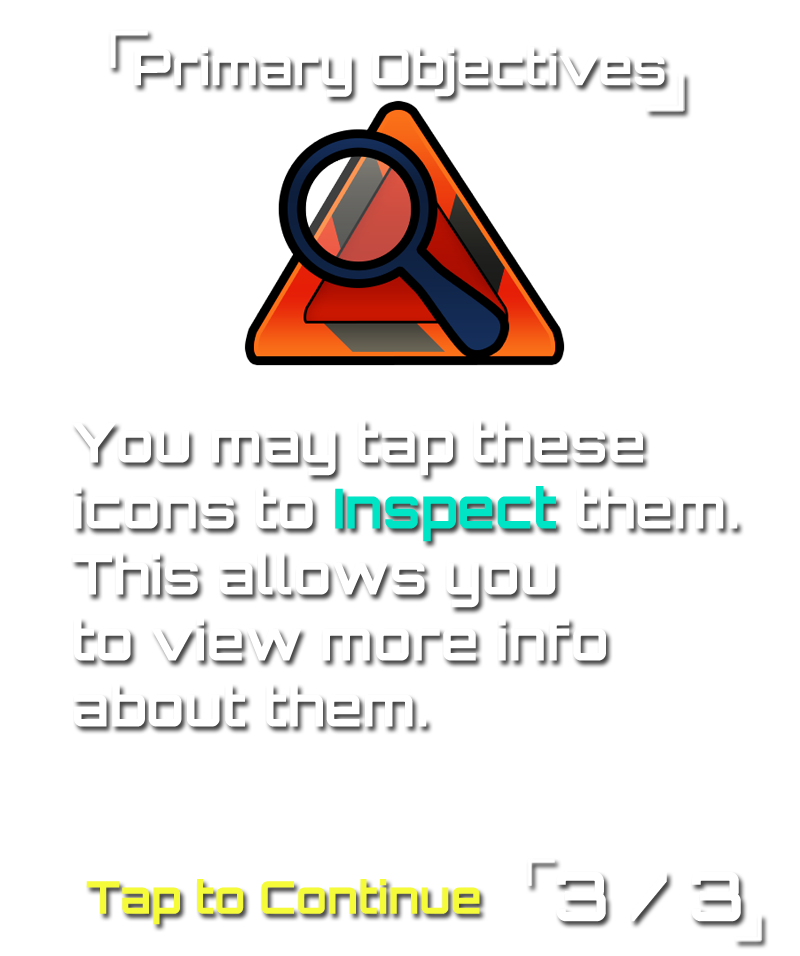 Primary Objectives
You may tap these
icons to Inspect them.
This allows you
to view more info
about them.
Tap to Continue
3 / 3